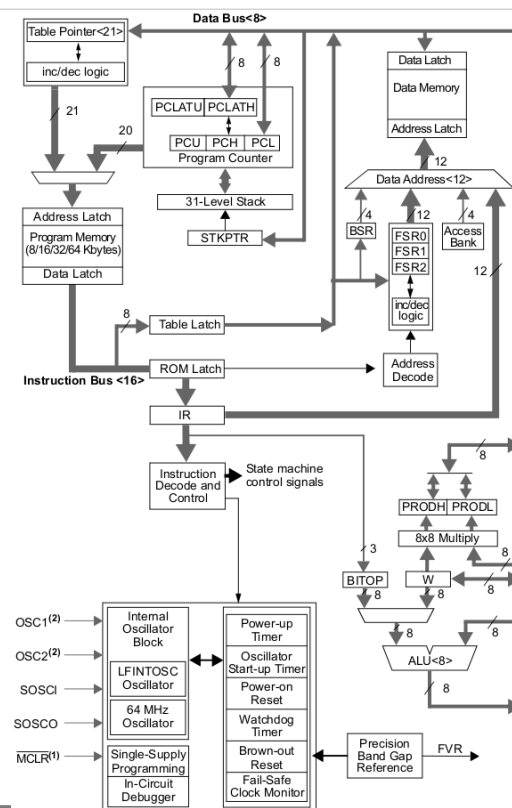 Data Bus<8>
Table Pointer<21>
inc/dec logic
21
20
8
8
PCLATU PCLATH
PCU PCH PCL
Program Counter
31-Level Stack
STKPTR
Data Latch
Data Memory
Address Latch
12
Data Address<12>
4
12
4
BSR
FSR0
FSR1
FSR2
inc/dec
logic
Access
Bank
12
Address
Decode
Address Latch
Program Memory
(8/16/32/64 Kbytes)
Data Latch
8
Table Latch
ROM Latch
Instruction Bus <16>
IR
Instruction
Decode and
Control
State machine
control signals
8
PRODH PRODL
8x8 Multiply
3
8
BITOP
W
8
8
8
8
8
ALU<8>
8
OSC1(2)
OSC2(2)
SOSCI
SOSCO
MCLR(1)
Internal
Oscillator
Block
LFINTOSC
Oscillator
64 MHz
Oscillator
Single-Supply
Programming
In-Circuit
Debugger
Power-up
Timer
Oscillator
Start-up Timer
Power-on
Reset
Watchdog
Timer
Brown-out
Reset
Fail-Safe
Clock Monitor
Precision
Band Gap
Reference
FVR